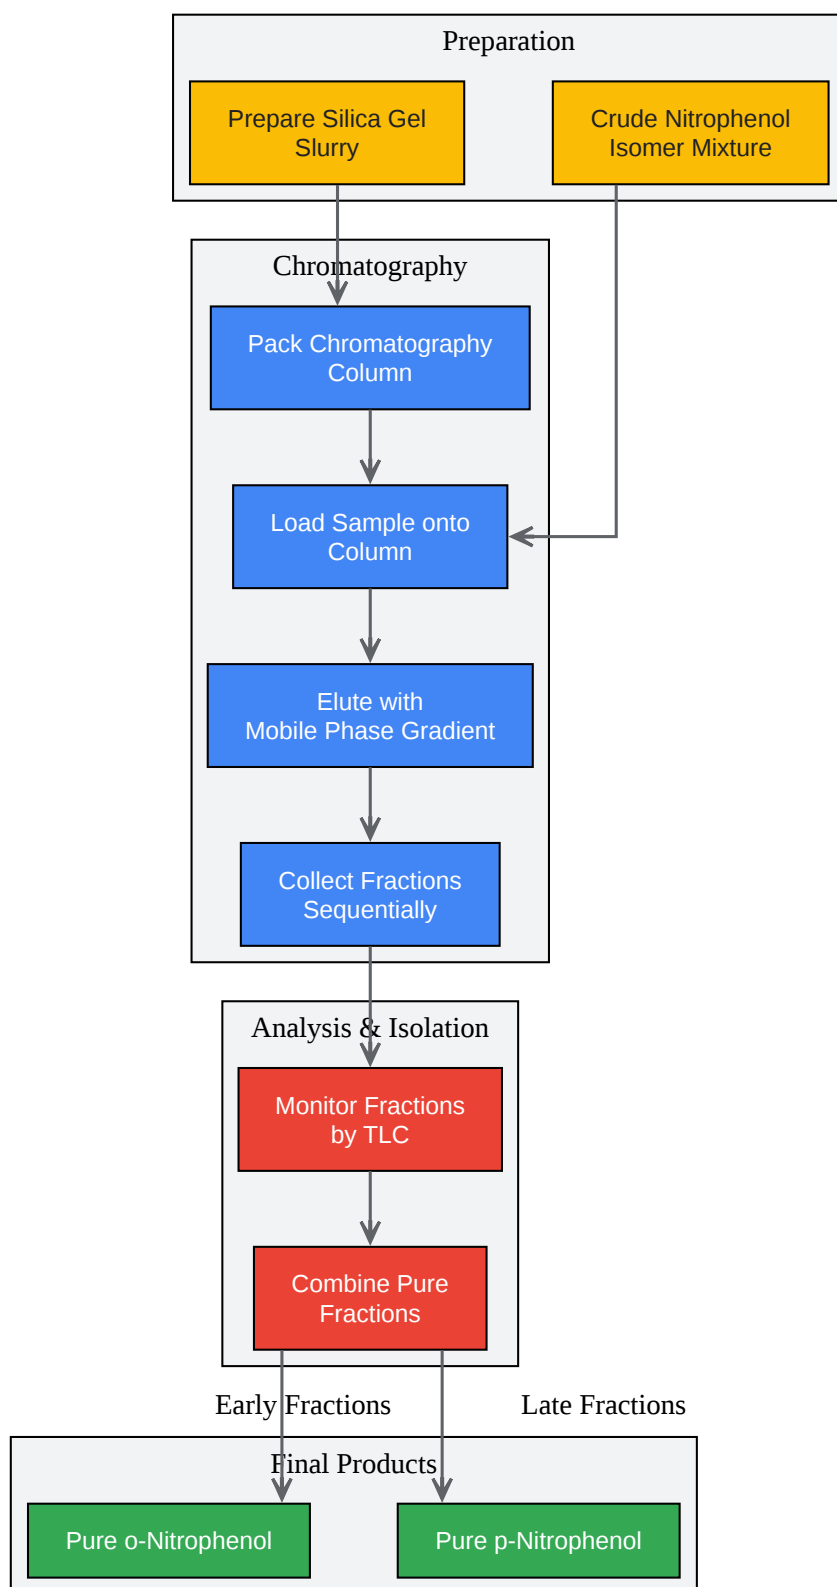 Preparation
Prepare Silica Gel
Slurry
Crude Nitrophenol
Isomer Mixture
Chromatography
Pack Chromatography
Column
Load Sample onto
Column
Elute with
Mobile Phase Gradient
Collect Fractions
Sequentially
Analysis & Isolation
Monitor Fractions
by TLC
Combine Pure
Fractions
Early Fractions
Late Fractions
Final Products
Pure o-Nitrophenol
Pure p-Nitrophenol